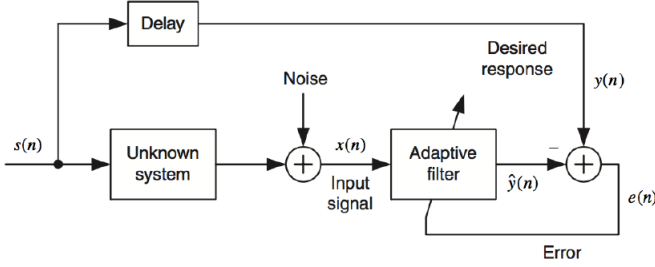 Delay
Desired
response
Noise
y(n)
s(n)
x(n)
Unknown
system
+
Adaptive
filter
−
+
Input
signal
ŷ(n)
e(n)
Error